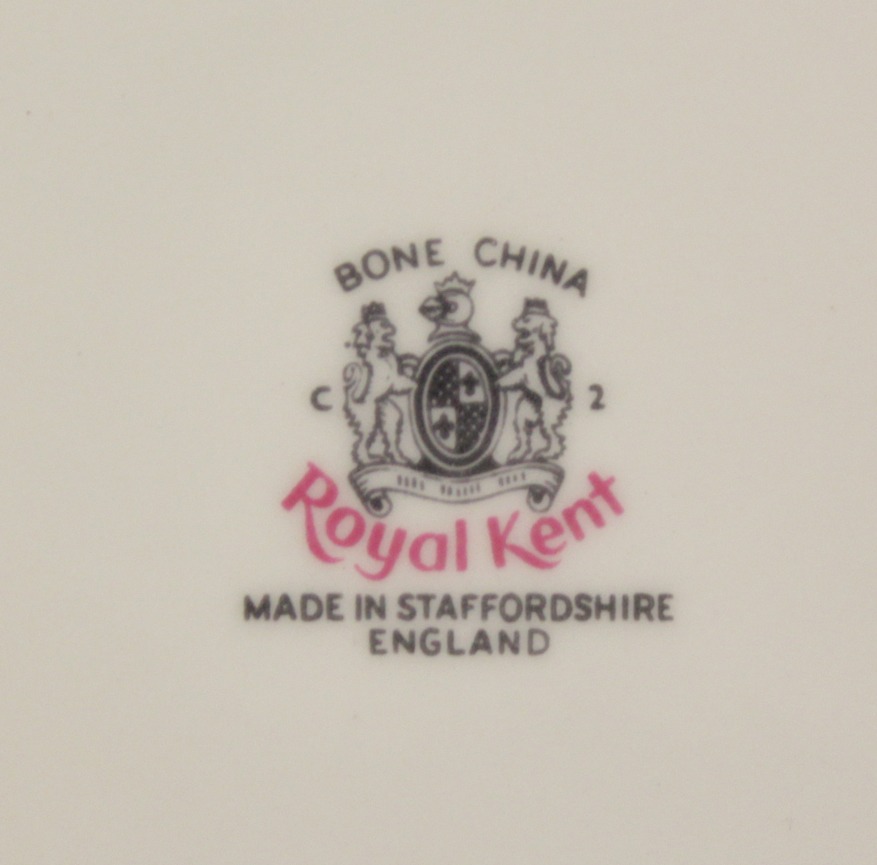 BONE CHINA
C 2
Royal Kent
MADE IN STAFFORDSHIRE
ENGLAND